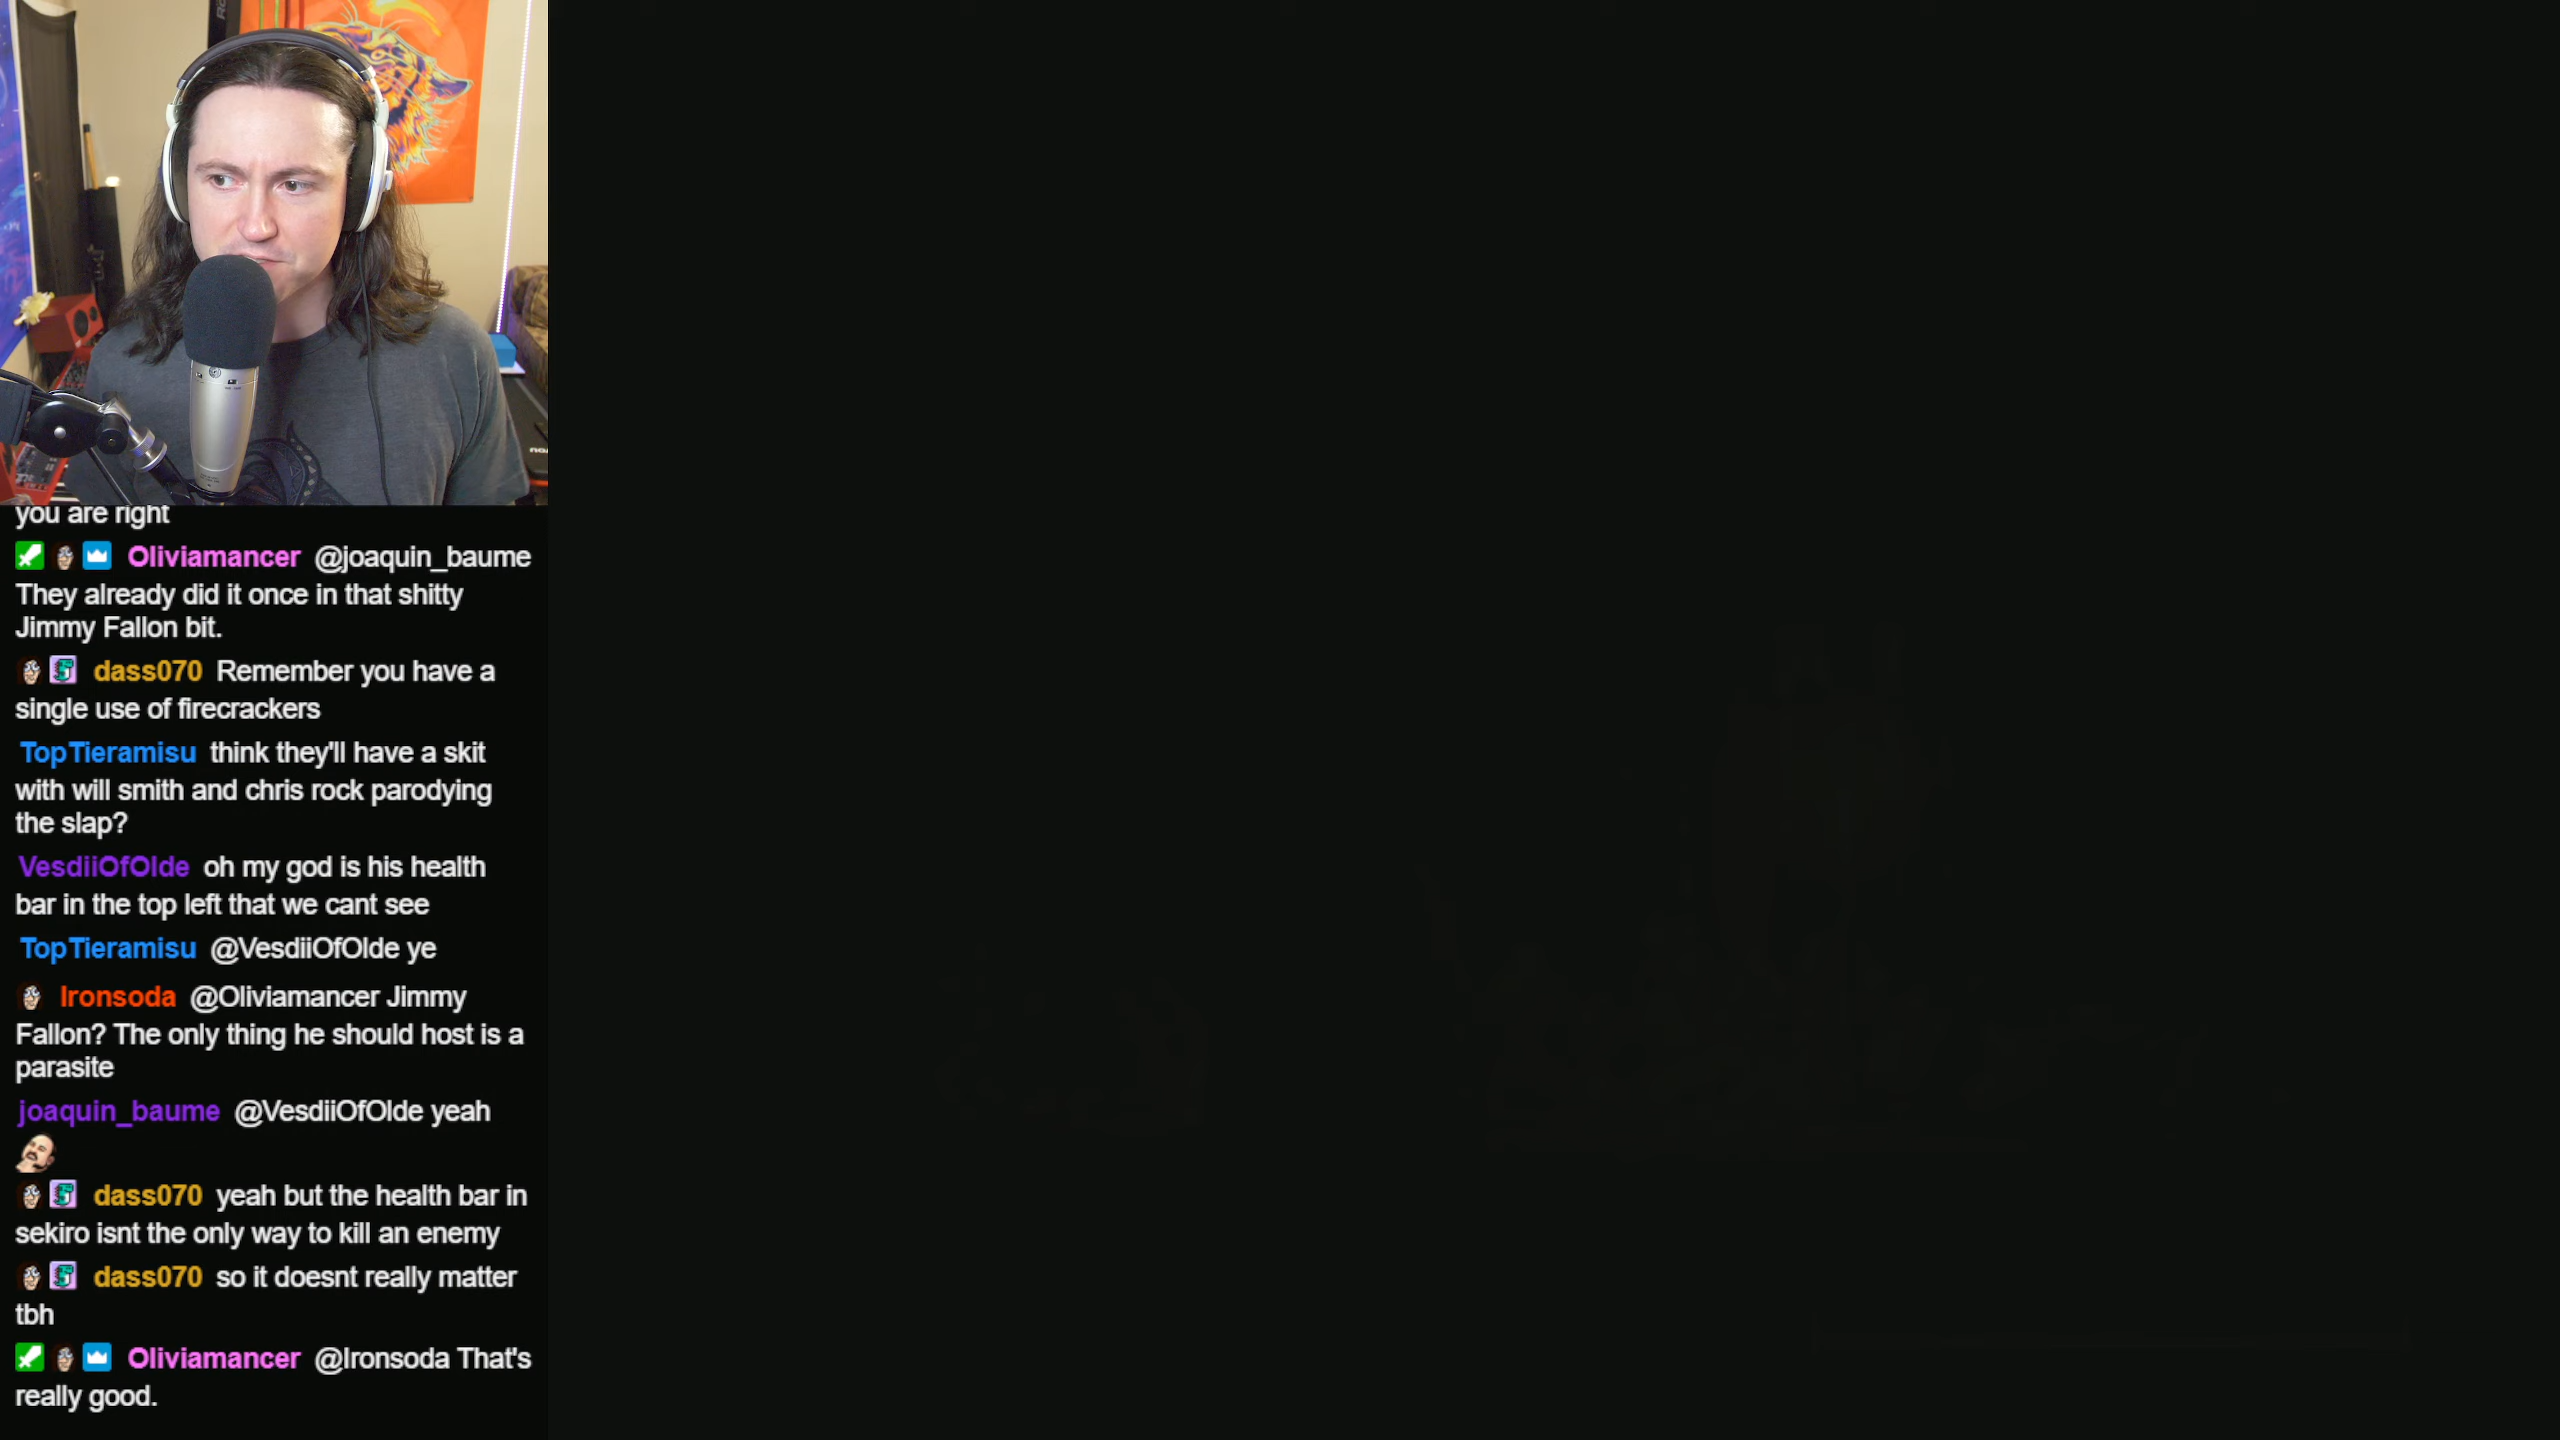 you are right
Oliviamancer @joaquin_baume
They already did it once in that shitty
Jimmy Fallon bit.
dass070 Remember you have a
single use of firecrackers
TopTieramisu think they'll have a skit
with will smith and chris rock parodying
the slap?
VesdiiOfOlde oh my god is his health
bar in the top left that we cant see
TopTieramisu @VesdiiOfOlde ye
Ironsoda @Oliviamancer Jimmy
Fallon? The only thing he should host is a
parasite
joaquin_baume @VesdiiOfOlde yeah
dass070 yeah but the health bar in
sekiro isnt the only way to kill an enemy
dass070 so it doesnt really matter
tbh
Oliviamancer @Ironsoda That's
really good.